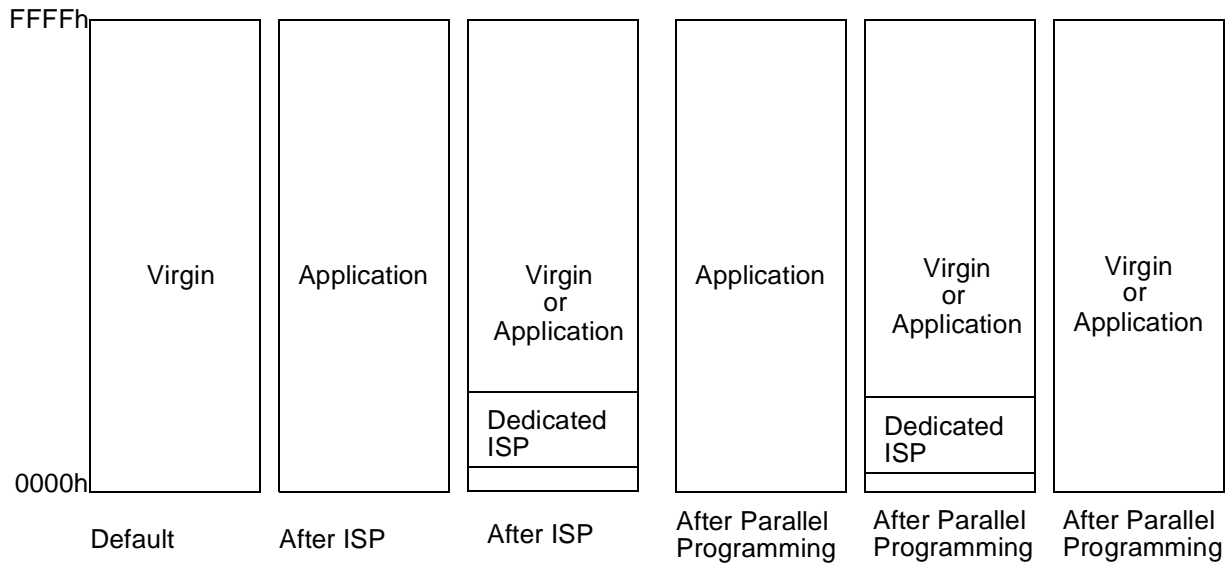 FFFFh
Virgin
Application
Virgin
or
Application
Dedicated
ISP
Application
Virgin
or
Application
Dedicated
ISP
Virgin
or
Application
0000h
Default
After ISP
After ISP
After Parallel
Programming
After Parallel
Programming
After Parallel
Programming